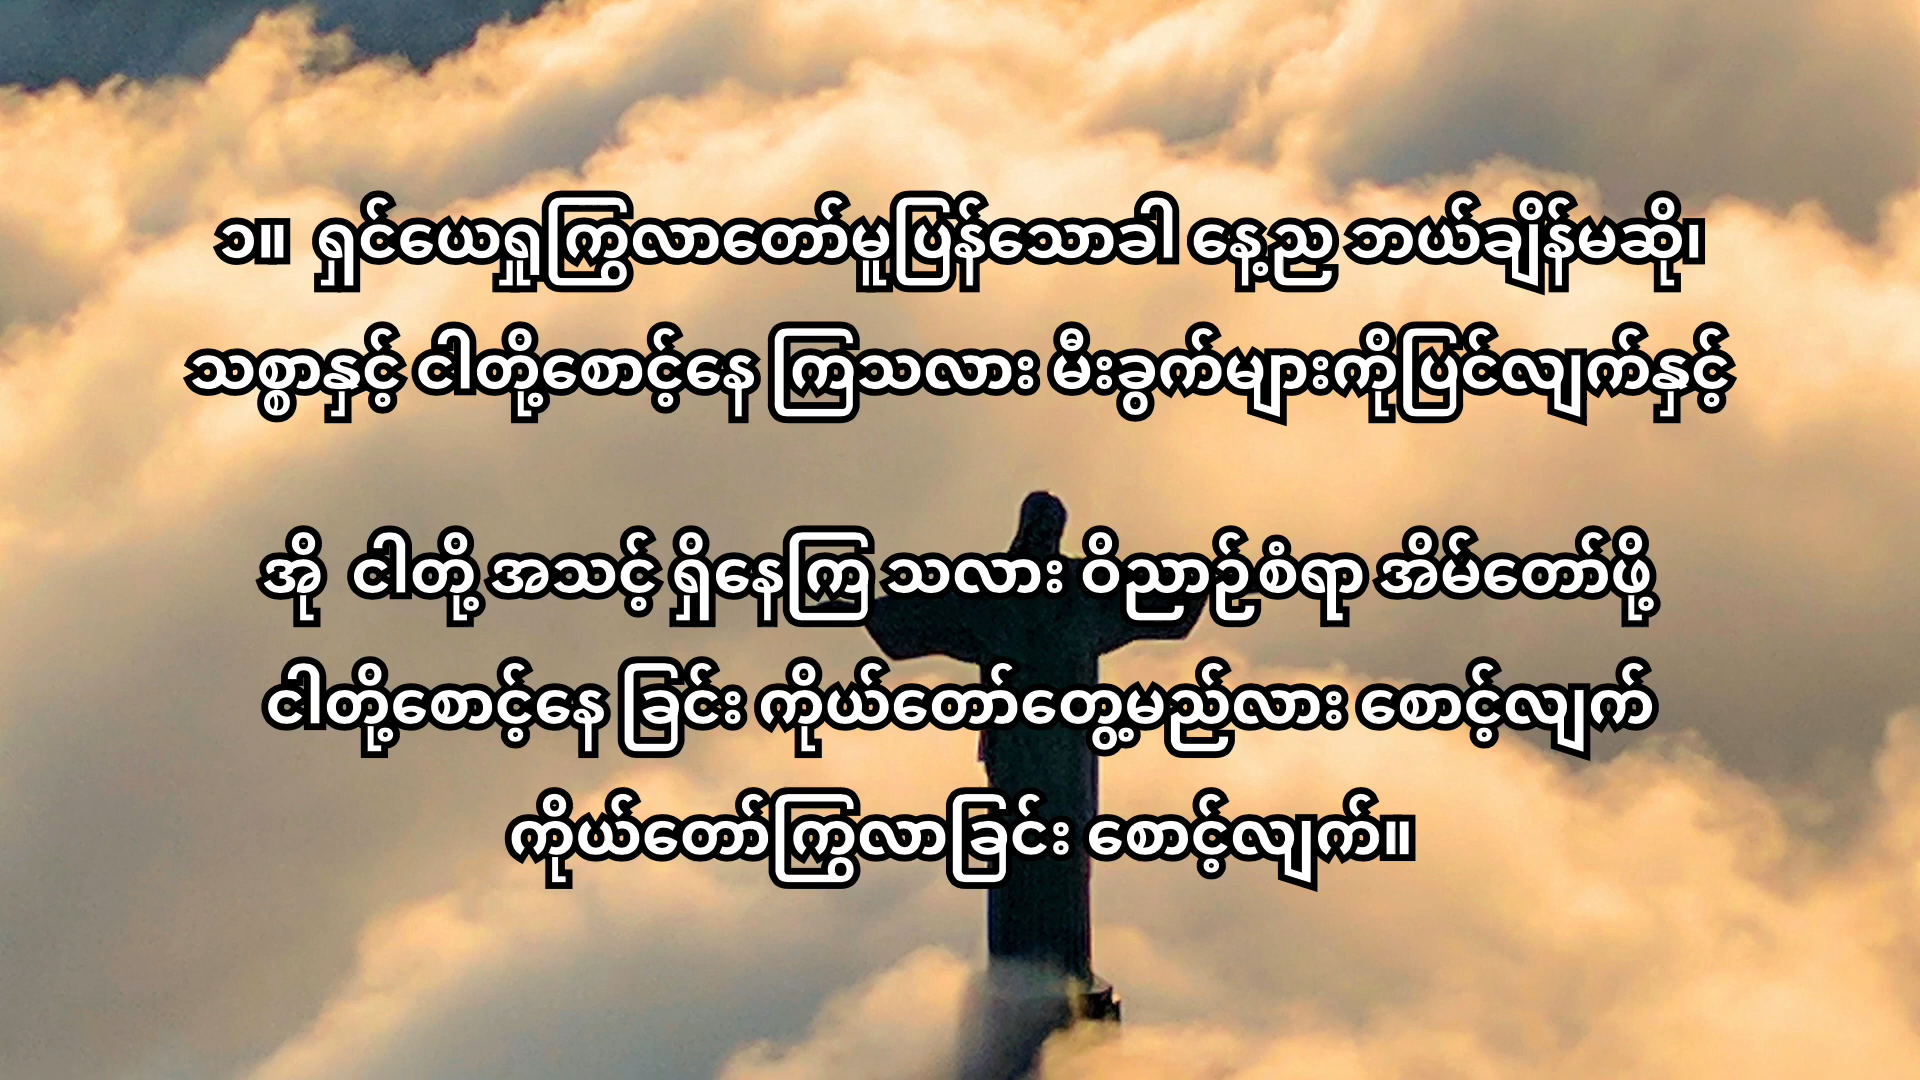 ၁။ ရှင်ယေရှုကြွလာတော်မူပြန်သောခါ နေ့ည ဘယ်ချိန်မဆို၊
သစ္စာနှင့် ငါတို့စောင့်နေ ကြသလား မီးခွက်များကိုပြင်လျက်နှင့်
အို ငါတို့ အသင့် ရှိနေကြ သလား ဝိညာဉ်စံရာ အိမ်တော်ဖို့
ငါတို့စောင့်နေ ခြင်း ကိုယ်တော်တွေ့မည်လား စောင့်လျက်
ကိုယ်တော်ကြွလာခြင်း စောင့်လျက်။